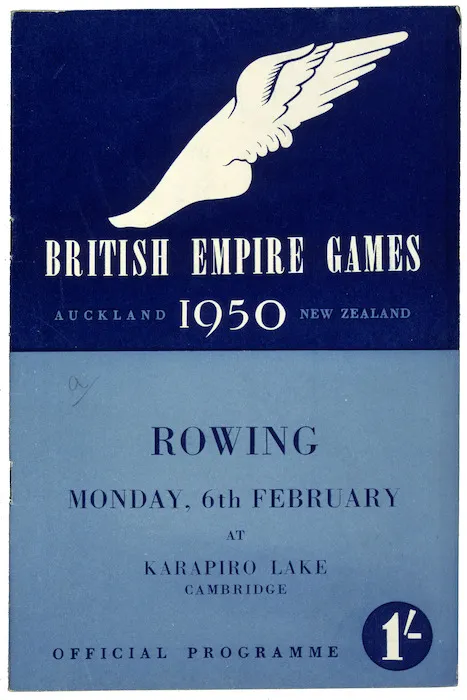 BRITISH EMPIRE GAMES
AUCKLAND 1950 NEW ZEALAND
ROWING
MONDAY, 6th FEBRUARY
AT
KARAPIRO LAKE
CAMBRIDGE
OFFICIAL PROGRAMME 1/-